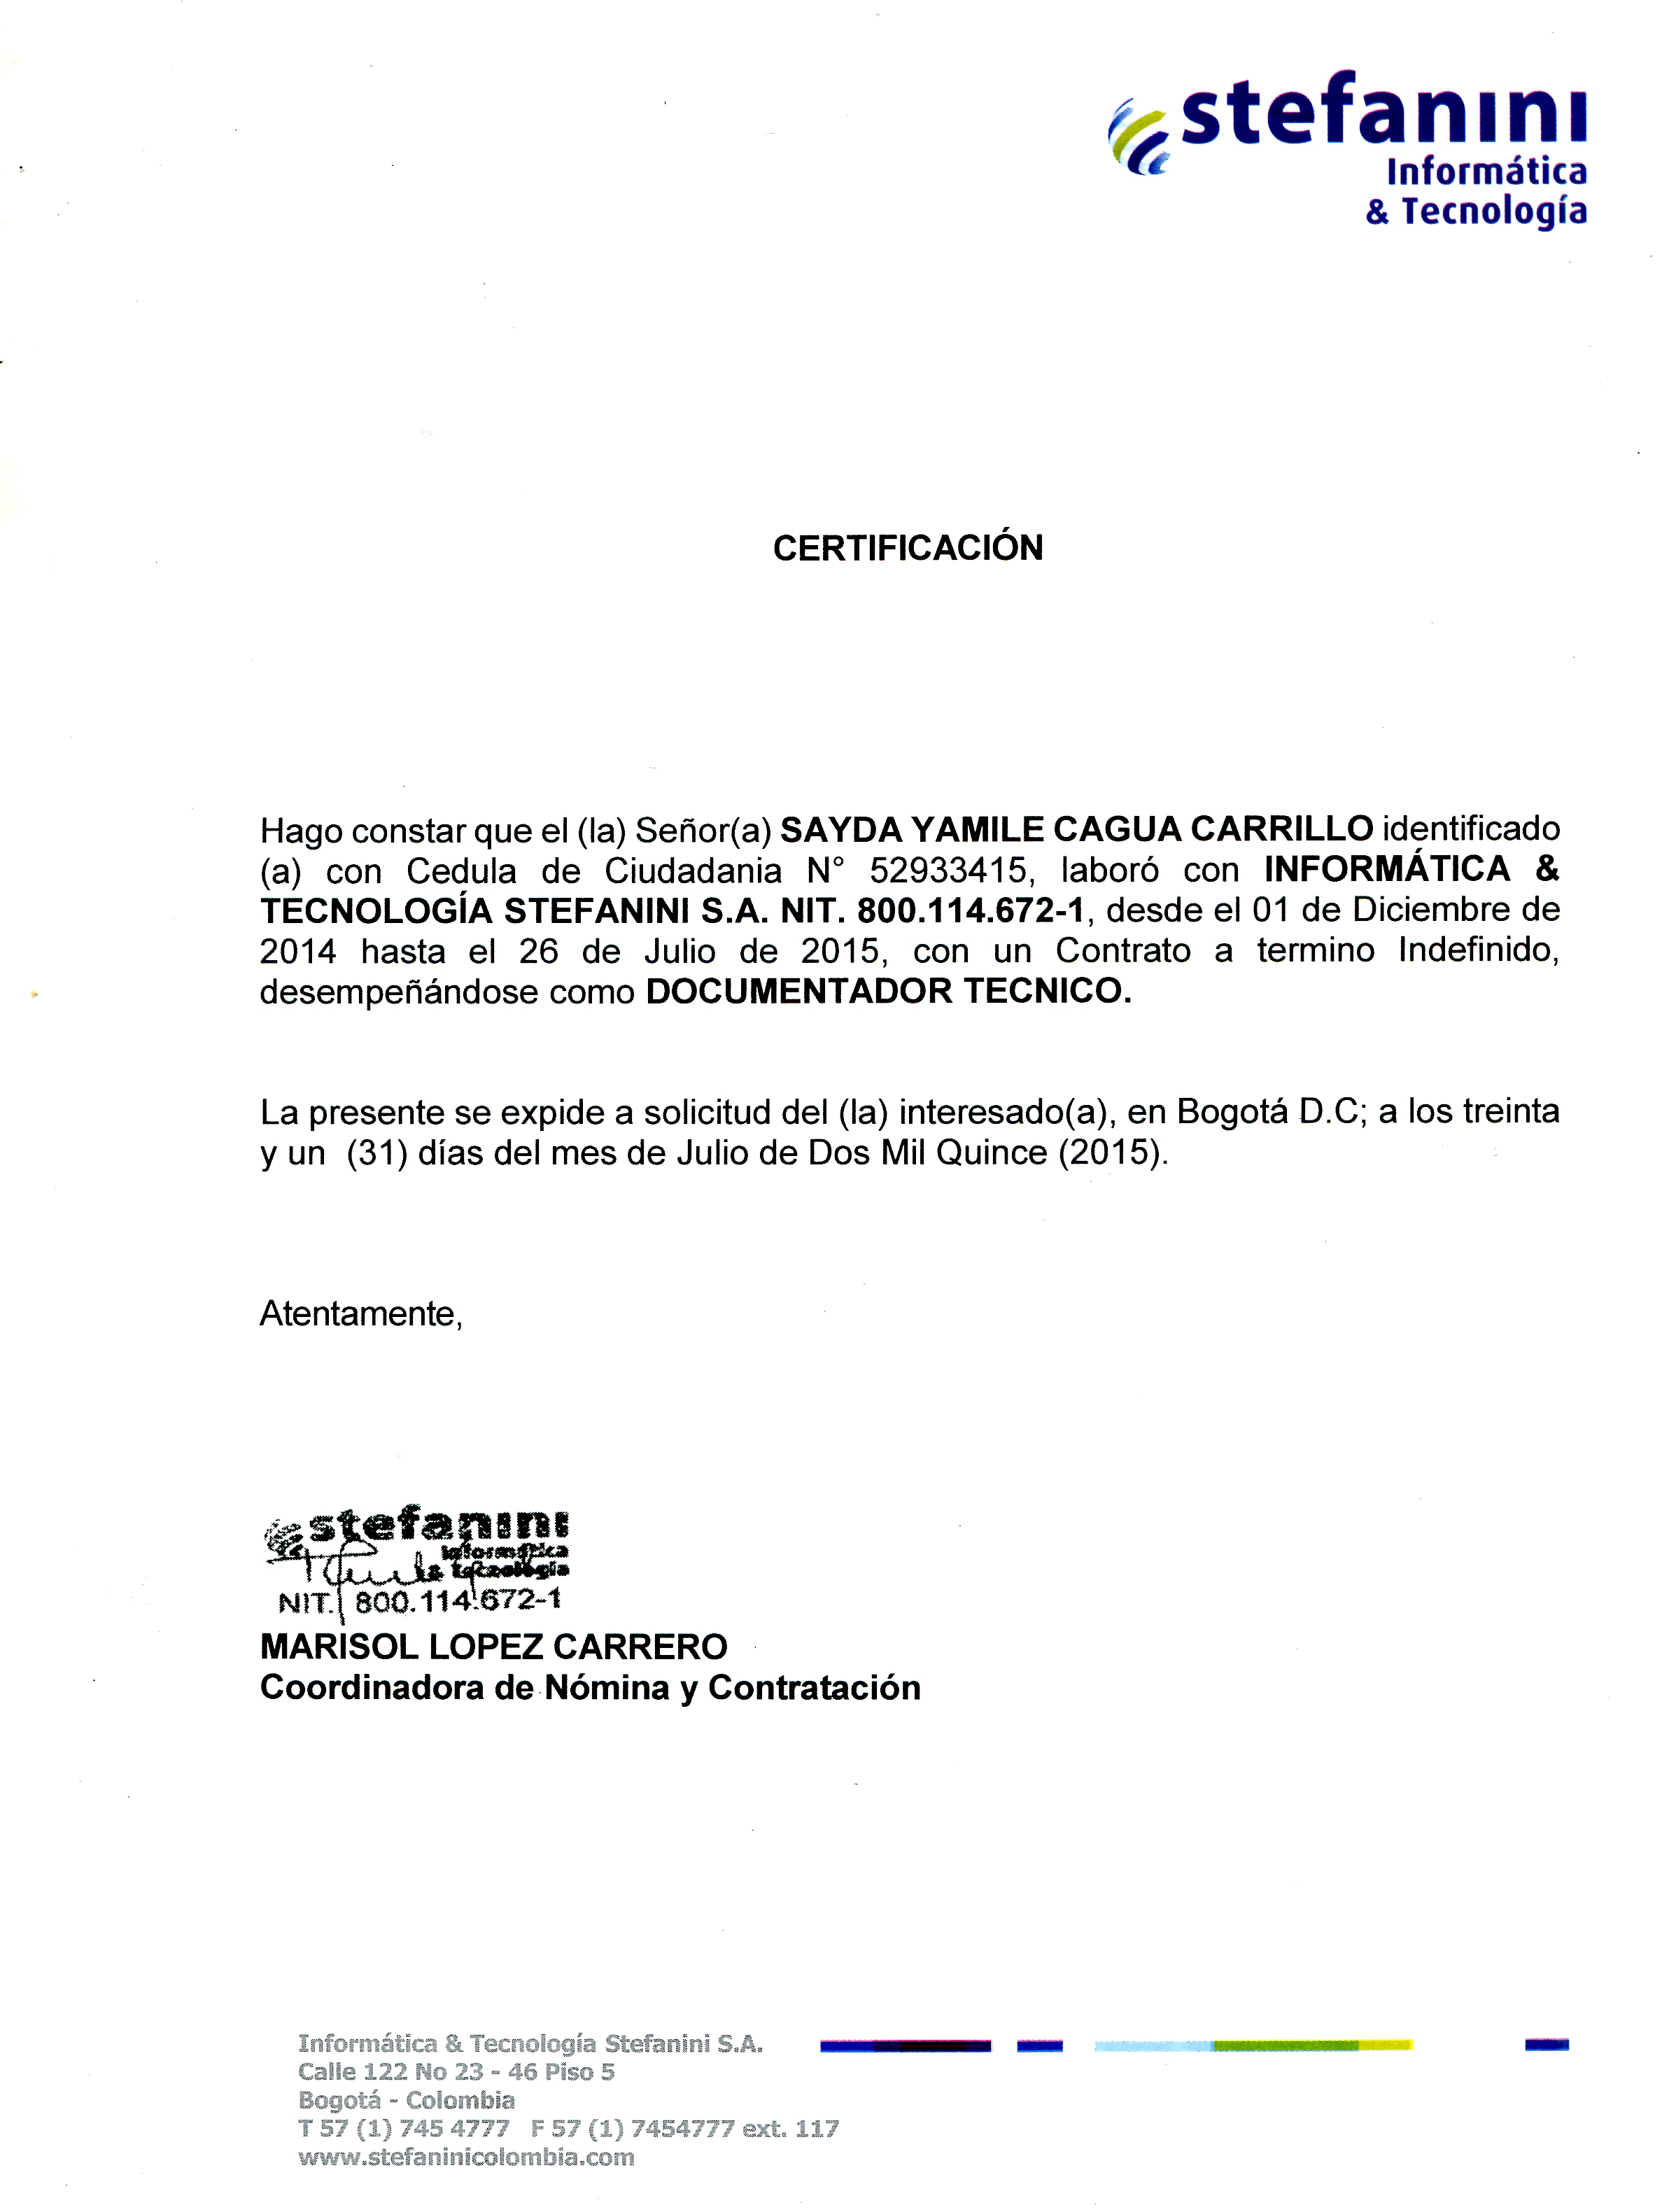 stefanini
Informática
& Tecnología
CERTIFICACIÓN
Hago constar que el (la) Señor(a) SAYDA YAMILE CAGUA CARRILLO identificado
(a) con Cedula de Ciudadania N° 52933415, laboró con INFORMÁTICA &
TECNOLOGÍA STEFANINI S.A. NIT. 800.114.672-1, desde el 01 de Diciembre de
2014 hasta el 26 de Julio de 2015, con un Contrato a termino Indefinido,
desempeñándose como DOCUMENTADOR TECNICO.
La presente se expide a solicitud del (la) interesado(a), en Bogotá D.C; a los treinta
y un (31) días del mes de Julio de Dos Mil Quince (2015).
Atentamente,
stefanini
Informática
& tecnología
NIT. 800.114.672-1
MARISOL LOPEZ CARRERO
Coordinadora de Nómina y Contratación
Informática & Tecnología Stefanini S.A.
Calle 122 No 23 - 46 Piso 5
Bogotá - Colombia
T 57 (1) 745 4777 F 57 (1) 7454777 ext. 117
www.stefaninicolombia.com